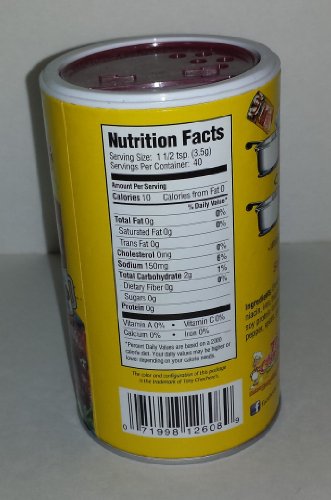 Nutrition Facts
Serving Size: 1 1/2 tsp (3.5g)
Servings Per Container: 40
Amount Per Serving
Calories 10 Calories from Fat 0
% Daily Value*
Total Fat 0g 0%
Saturated Fat 0g 0%
Trans Fat 0g
Cholesterol 0mg 0%
Sodium 150mg 6%
Total Carbohydrate 2g 1%
Dietary Fiber 0g 0%
Sugars 0g
Protein 0g
Vitamin A 0% • Vitamin C 0%
Calcium 0% • Iron 0%
*Percent Daily Values are based on a 2000
calorie diet. Your daily values may be higher or
lower depending on your calorie needs.
The color and configuration of this package
is the trademark of Tony Chachere's.
0 71998 12608 9
Ingredients
niacin,
pepper,